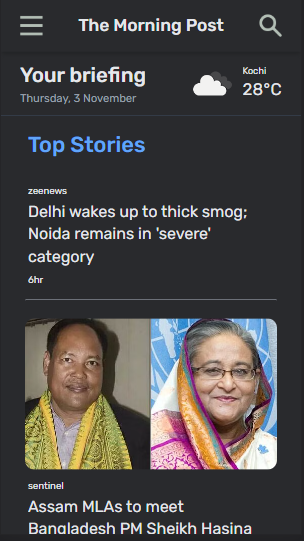 The Morning Post
Your briefing
Kochi
Thursday, 3 November
28°C
Top Stories
zeenews
Delhi wakes up to thick smog;
Noida remains in 'severe'
category
6hr
sentinel
Assam MLAs to meet
Bangladesh PM Sheikh Hasina